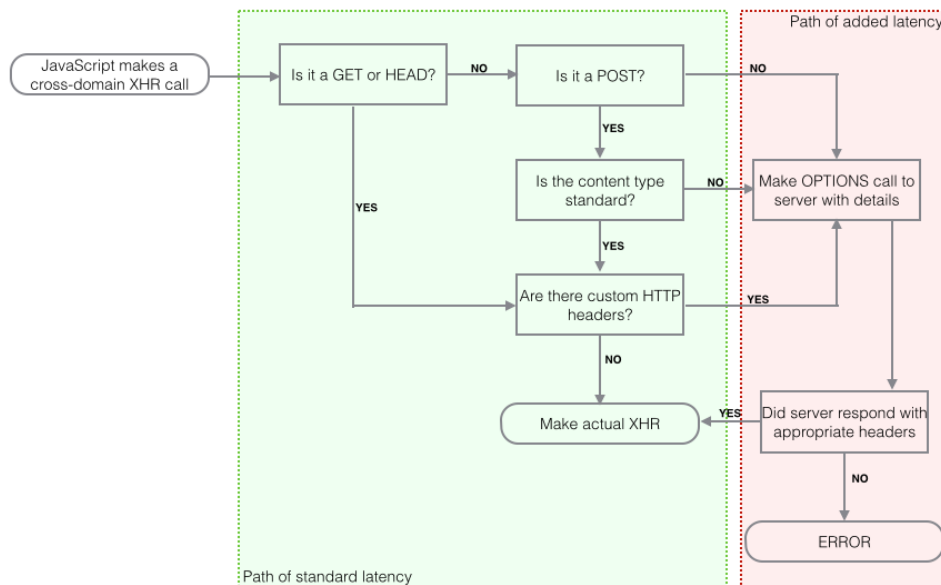 Path of added latency
JavaScript makes a
cross-domain XHR call
Is it a GET or HEAD?
NO
Is it a POST?
NO
YES
Is the content type
standard?
NO
Make OPTIONS call to
server with details
YES
YES
Are there custom HTTP
headers?
YES
NO
Make actual XHR
YES
Did server respond with
appropriate headers
NO
ERROR
Path of standard latency